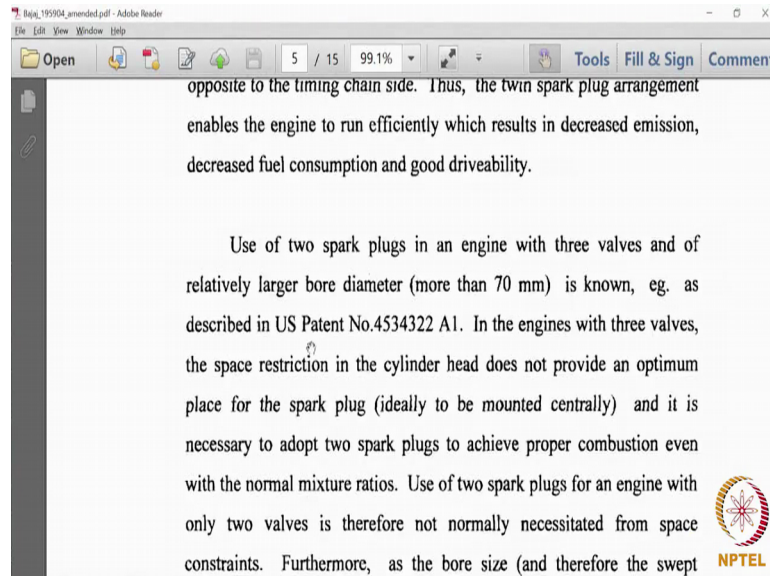 Bajaj_195904_amended.pdf - Adobe Reader
File Edit View Window Help
Open 5 / 15 99.1% Tools Fill & Sign Commen
opposite to the timing chain side. Thus, the twin spark plug arrangement
enables the engine to run efficiently which results in decreased emission,
decreased fuel consumption and good driveability.
Use of two spark plugs in an engine with three valves and of
relatively larger bore diameter (more than 70 mm) is known, eg. as
described in US Patent No.4534322 A1. In the engines with three valves,
the space restriction in the cylinder head does not provide an optimum
place for the spark plug (ideally to be mounted centrally) and it is
necessary to adopt two spark plugs to achieve proper combustion even
with the normal mixture ratios. Use of two spark plugs for an engine with
only two valves is therefore not normally necessitated from space
constraints. Furthermore, as the bore size (and therefore the swept
NPTEL